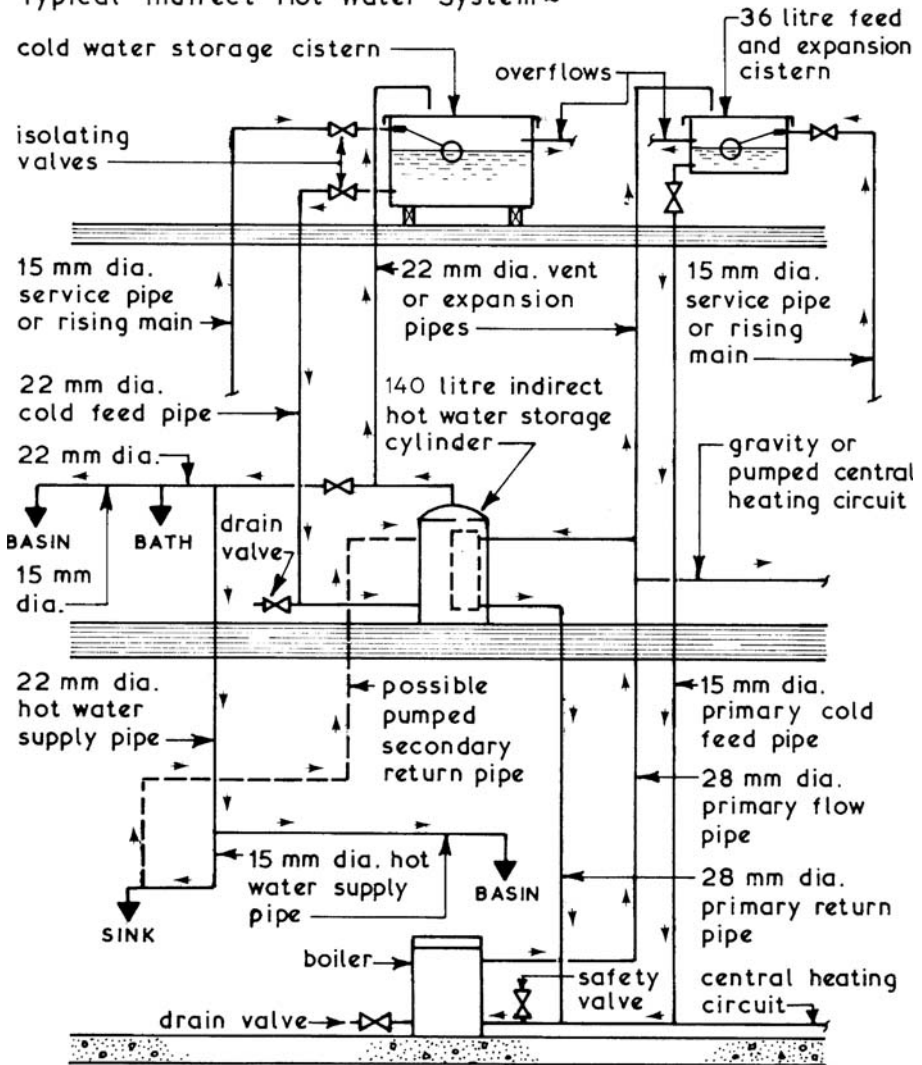 Typical Indirect Hot Water System~
cold water storage cistern
overflows
36 litre feed
and expansion
cistern
isolating
valves
15 mm dia.
service pipe
or rising main
22 mm dia. vent
or expansion
pipes
15 mm dia.
service pipe
or rising
main
22 mm dia.
cold feed pipe
140 litre indirect
hot water storage
cylinder
gravity or
pumped central
heating circuit
22 mm dia.
BASIN
BATH
drain
valve
15 mm
dia.
22 mm dia.
hot water
supply pipe
possible
pumped
secondary
return pipe
15 mm dia.
primary cold
feed pipe
28 mm dia.
primary flow
pipe
15 mm dia. hot
water supply
pipe
BASIN
28 mm dia.
primary return
pipe
SINK
boiler
safety
valve
central heating
circuit
drain valve